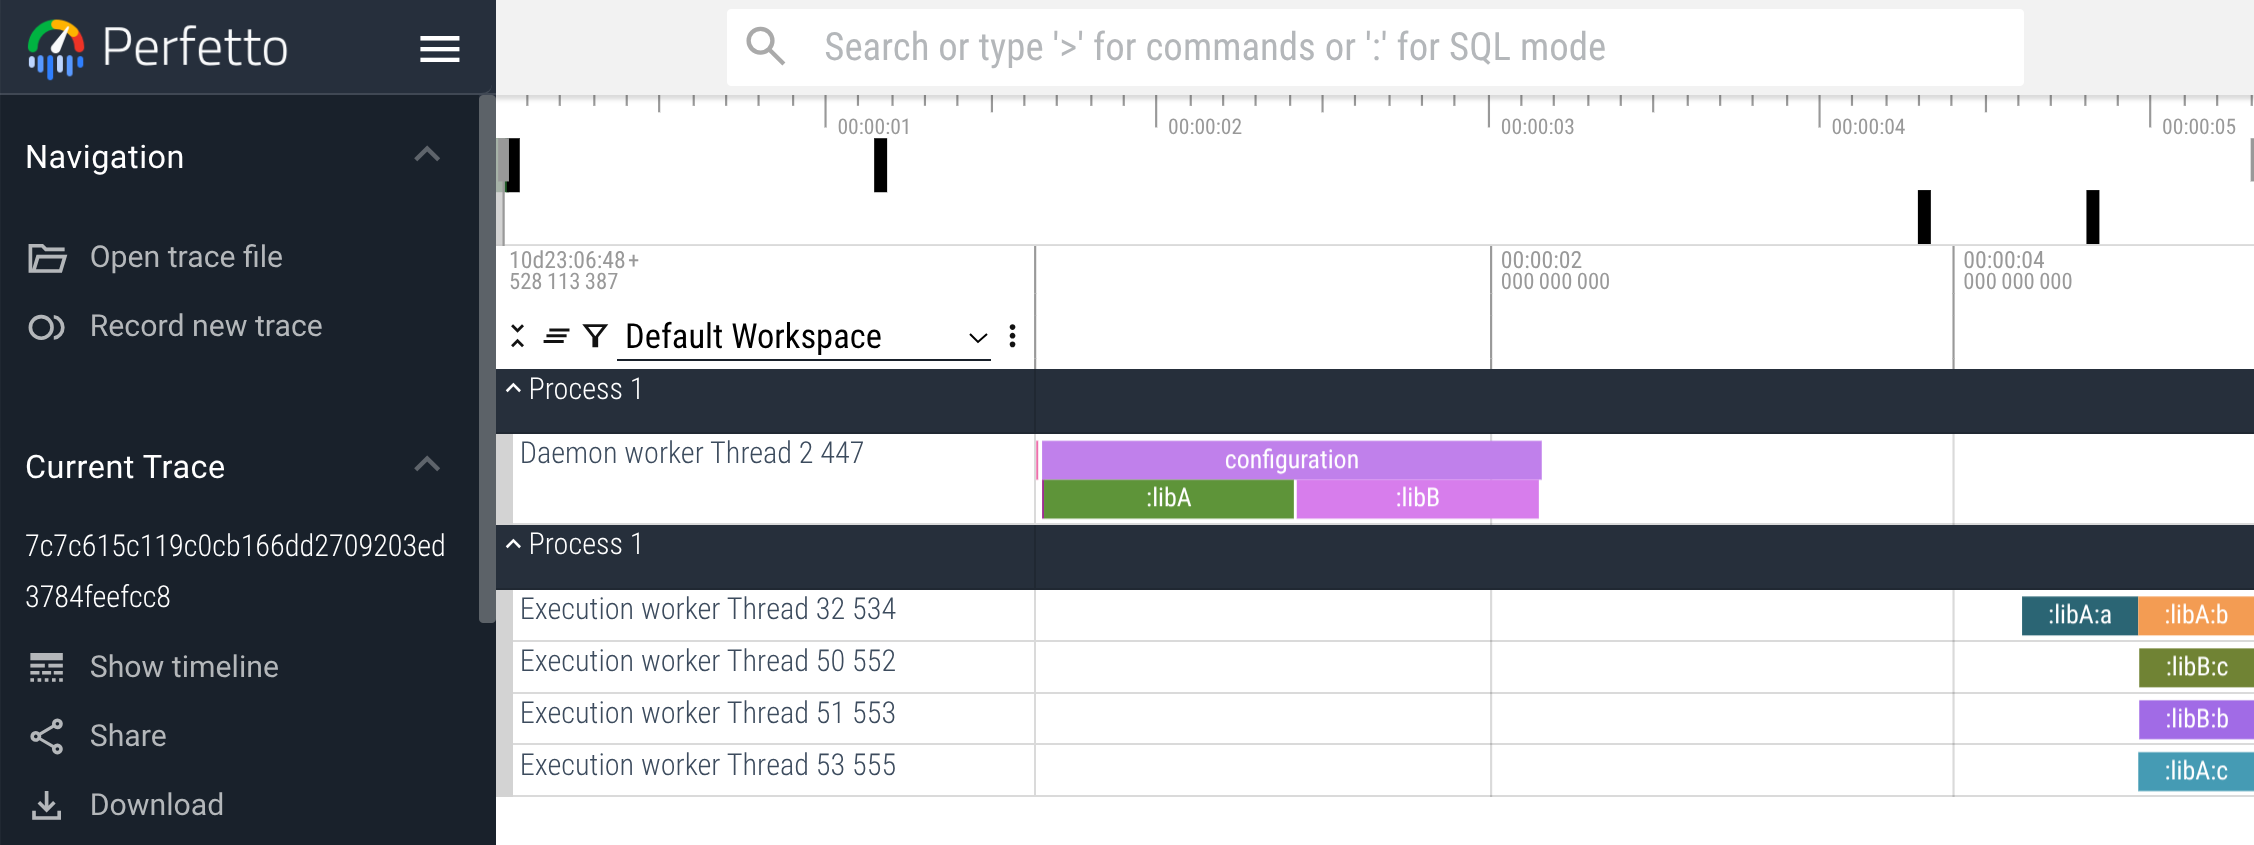 Perfetto
Search or type '>' for commands or ':' for SQL mode
Navigation
Open trace file
Record new trace
Current Trace
7c7c615c119c0cb166dd2709203ed
3784feefcc8
Show timeline
Share
Download
00:00:01
00:00:02
00:00:03
00:00:04
00:00:05
10d23:06:48+
528 113 387
00:00:02
000 000 000
00:00:04
000 000 000
Default Workspace
Process 1
Daemon worker Thread 2 447
configuration
:libA
:libB
Process 1
Execution worker Thread 32 534
:libA:a
:libA:b
Execution worker Thread 50 552
:libB:c
Execution worker Thread 51 553
:libB:b
Execution worker Thread 53 555
:libA:c